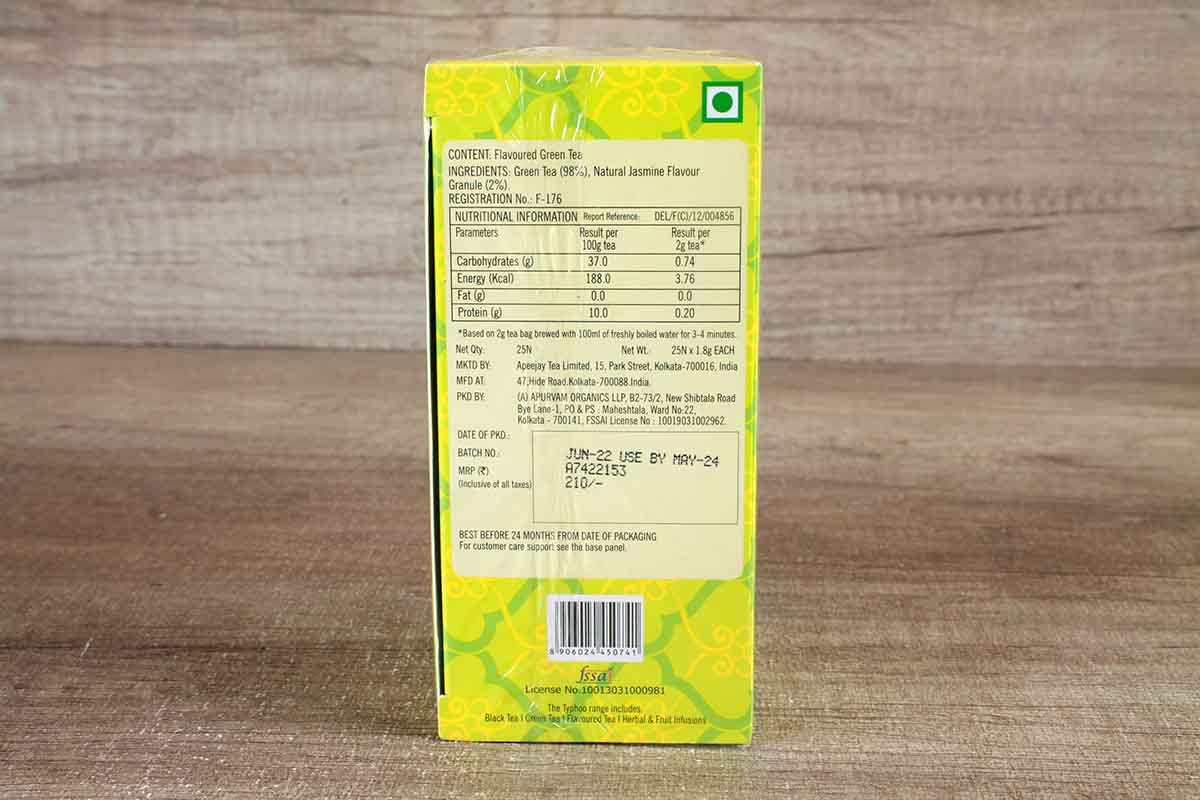 CONTENT: Flavoured Green Tea
INGREDIENTS: Green Tea (98%), Natural Jasmine Flavour
Granule (2%).
REGISTRATION No.: F-176
NUTRITIONAL INFORMATION Report Reference: DEL/F(C)/12/004856
Parameters Result per 100g tea Result per 2g tea*
Carbohydrates (g) 37.0 0.74
Energy (Kcal) 188.0 3.76
Fat (g) 0.0 0.0
Protein (g) 10.0 0.20
*Based on 2g tea bag brewed with 100ml of freshly boiled water for 3-4 minutes.
Net Qty: 25N Net Wt. 25N x 1.8g EACH
MKTD BY: Apeejay Tea Limited, 15, Park Street, Kolkata-700016, India
MFD AT: 47,Hide Road,Kolkata-700088.India.
PKD BY: (A) APURVAM ORGANICS LLP, B2-73/2, New Shibtala Road
Bye Lane-1, PO & PS : Maheshtala, Ward No:22,
Kolkata - 700141, FSSAI License No : 10019031002962.
DATE OF PKD.: JUN-22 USE BY MAY-24
BATCH NO.: A7422153
MRP (₹) 210/-
(Inclusive of all taxes)
BEST BEFORE 24 MONTHS FROM DATE OF PACKAGING
For customer care support see the base panel.
8 906024 450741
fssai
License No.10013031000981
The Typhoo range includes:
Black Tea I Green Tea I Flavoured Tea I Herbal & Fruit Infusions